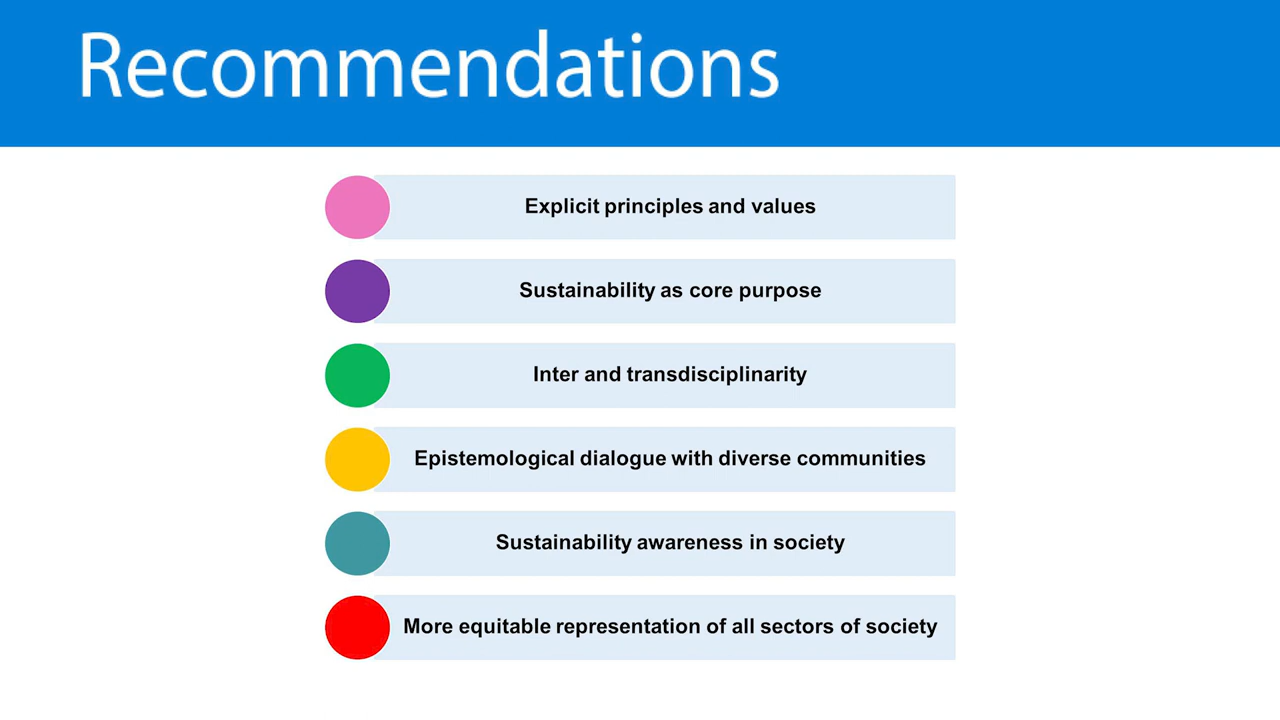 Recommendations
Explicit principles and values
Sustainability as core purpose
Inter and transdisciplinarity
Epistemological dialogue with diverse communities
Sustainability awareness in society
More equitable representation of all sectors of society